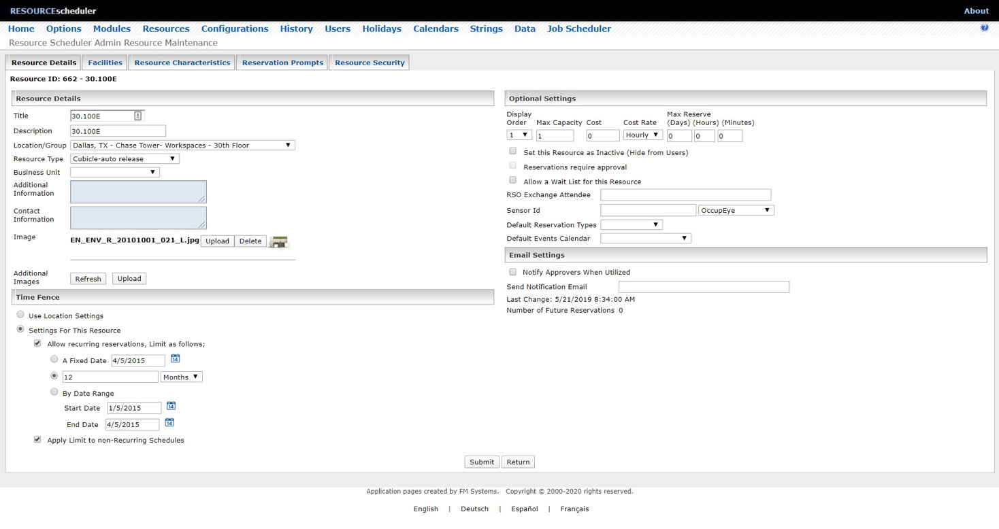 RESOURCEscheduler About
Home Options Modules Resources Configurations History Users Holidays Calendars Strings Data Job Scheduler ?
Resource Scheduler Admin Resource Maintenance
Resource Details Facilities Resource Characteristics Reservation Prompts Resource Security
Resource ID: 662 - 30.100E
Resource Details
Title 30.100E
Description 30.100E
Location/Group Dallas, TX - Chase Tower- Workspaces - 30th Floor
Resource Type Cubicle-auto release
Business Unit
Additional
Information
Contact
Information
Image EN_ENV_R_20101001_021_L.jpg Upload Delete
Additional
Images Refresh Upload
Time Fence
Use Location Settings
Settings For This Resource
Allow recurring reservations, Limit as follows;
A Fixed Date 4/5/2015 14
12 Months
By Date Range
Start Date 1/5/2015 14
End Date 4/5/2015 14
Apply Limit to non-Recurring Schedules
Optional Settings
Display Max Reserve
Order Max Capacity Cost Cost Rate (Days) (Hours) (Minutes)
1 1 0 Hourly 0 0 0
Set this Resource as Inactive (Hide from Users)
Reservations require approval
Allow a Wait List for this Resource
RSO Exchange Attendee
Sensor Id OccupEye
Default Reservation Types
Default Events Calendar
Email Settings
Notify Approvers When Utilized
Send Notification Email
Last Change: 5/21/2019 8:34:00 AM
Number of Future Reservations 0
Submit Return
Application pages created by FM Systems. Copyright © 2000-2020 rights reserved.
English | Deutsch | Español | Français